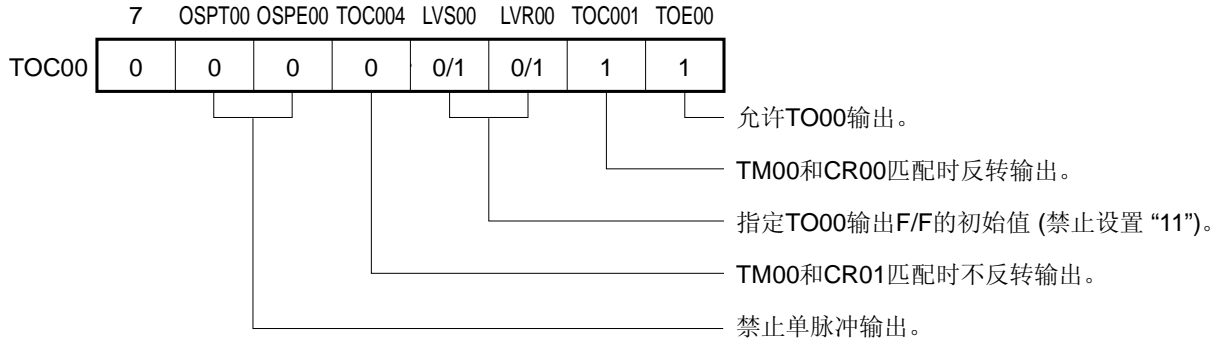 7 OSPT00 OSPE00 TOC004 LVS00 LVR00 TOC001 TOE00
TOC00 0 0 0 0 0/1 0/1 1 1
允许TO00输出。
TM00和CR00匹配时反转输出。
指定TO00输出F/F的初始值 (禁止设置 “11”)。
TM00和CR01匹配时不反转输出。
禁止单脉冲输出。